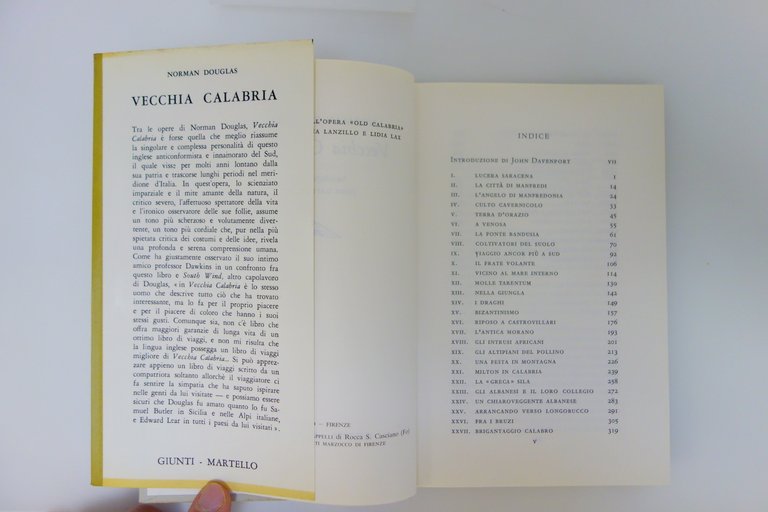 NORMAN DOUGLAS
VECCHIA CALABRIA
Tra le opere di Norman Douglas, Vecchia
Calabria è forse quella che meglio riassume
la singolare e complessa personalità di questo
inglese anticonformista e innamorato del Sud,
il quale visse per molti anni lontano dalla
sua patria e trascorse lunghi periodi nel meri-
dione d'Italia. In quest'opera, lo scienziato
imparziale e il mite amante della natura, il
critico severo, l'affettuoso spettatore della vita
e l'ironico osservatore delle sue follie, assume
un tono più scherzoso e volutamente diver-
tente, un tono più cordiale che, pur nella più
spietata critica dei costumi e delle idee, rivela
una profonda e serena comprensione umana.
Come ha giustamente osservato il suo intimo
amico professor Dawkins in un confronto fra
questo libro e South Wind, altro capolavoro
di Douglas, « in Vecchia Calabria è lo stesso
uomo che descrive tutto ciò che ha trovato
interessante, ma lo fa per il proprio piacere
e per il piacere di coloro che hanno i suoi
stessi gusti. Comunque sia, non c'è libro che
offra maggiori garanzie di lunga vita di un
ottimo libro di viaggi, e non mi risulta che
la lingua inglese possegga un libro di viaggi
migliore di Vecchia Calabria... Si può apprez-
zare appieno un libro di viaggi scritto da un
compatriota soltanto allorché il viaggiatore ci
fa sentire la simpatia che ha saputo ispirare
nelle genti da lui visitate — e possiamo essere
sicuri che Douglas fu amato quanto lo fu Sa-
muel Butler in Sicilia e nelle Alpi italiane,
e Edward Lear in tutti i paesi da lui visitati ».
GIUNTI - MARTELLO
L'OPERA «OLD CALABRIA»
LANZILLO E LIDIA LAX
– FIRENZE
CAPPELLI di Rocca S. Casciano (Fo)
MARZOCCO DI FIRENZE
INDICE
INTRODUZIONE DI JOHN DAVENPORT VII
I. LUCERA SARACENA 1
II. LA CITTÀ DI MANFREDI 14
III. L'ANGELO DI MANFREDONIA 24
IV. CULTO CAVERNICOLO 33
V. TERRA D'ORAZIO 45
VI. A VENOSA 55
VII. LA FONTE BANDUSIA 61
VIII. COLTIVATORI DEL SUOLO 70
IX. VIAGGIO ANCOR PIÙ A SUD 92
X. IL FRATE VOLANTE 106
XI. VICINO AL MARE INTERNO 114
XII. MOLLE TARENTUM 130
XIII. NELLA GIUNGLA 142
XIV. I DRAGHI 149
XV. BIZANTINISMO 157
XVI. RIPOSO A CASTROVILLARI 176
XVII. L'ANTICA MORANO 193
XVIII. GLI INTRUSI AFRICANI 201
XIX. GLI ALTIPIANI DEL POLLINO 213
XX. UNA FESTA IN MONTAGNA 226
XXI. MILTON IN CALABRIA 239
XXII. LA «GRECA» SILA 258
XXIII. GLI ALBANESI E IL LORO COLLEGIO 272
XXIV. UN CHIAROVEGGENTE ALBANESE 283
XXV. ARRANCANDO VERSO LONGOBUCCO 291
XXVI. FRA I BRUZI 305
XXVII. BRIGANTAGGIO CALABRO 319
V